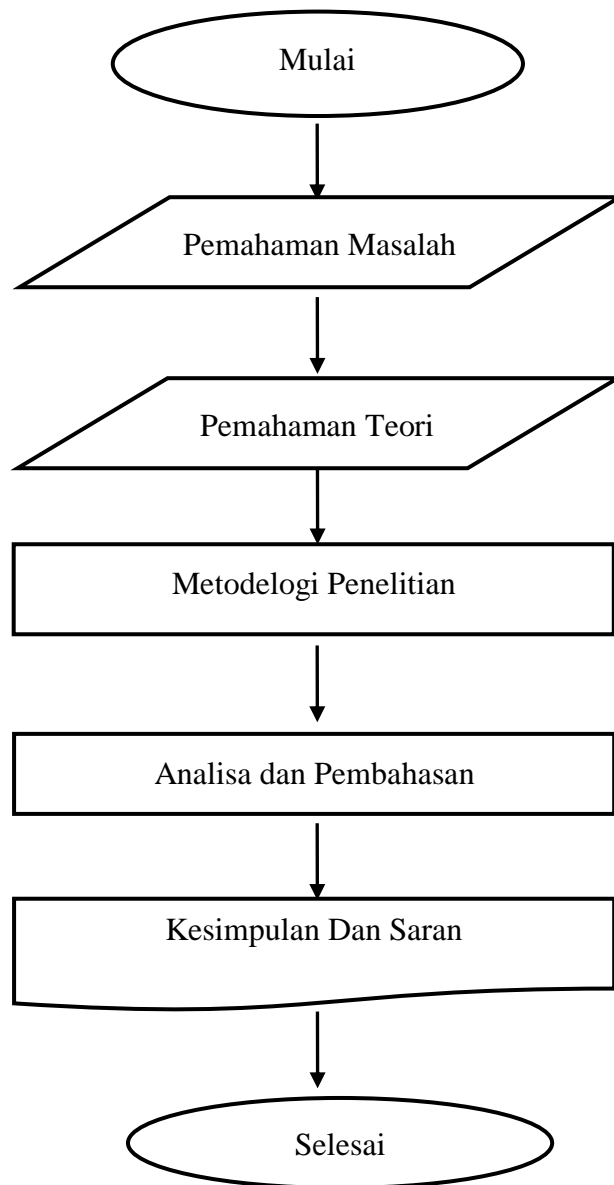 Mulai
Pemahaman Masalah
Pemahaman Teori
Metodelogi Penelitian
Analisa dan Pembahasan
Kesimpulan Dan Saran
Selesai